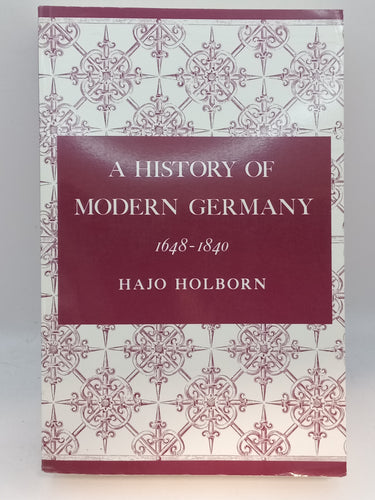 A HISTORY OF
MODERN GERMANY
1648-1840
HAJO HOLBORN